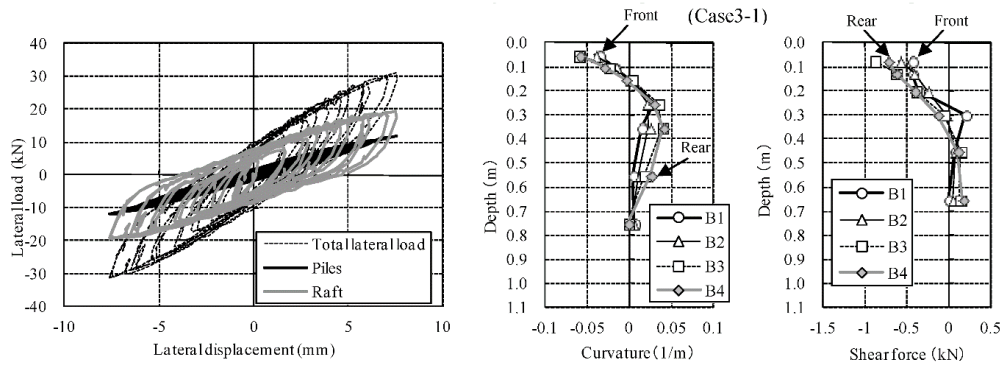 40
30
20
10
0
-10
-20
-30
-40
Lateral load (kN)
-10
-5
0
5
10
Lateral displacement (mm)
Total lateral load
Piles
Raft
(Case3-1)
Front
Rear
0.0
0.1
0.2
0.3
0.4
0.5
0.6
0.7
0.8
0.9
1.0
1.1
Depth (m)
-0.1
-0.05
0
0.05
0.1
Curvature (1/m)
B1
B2
B3
B4
Rear
Front
0.0
0.1
0.2
0.3
0.4
0.5
0.6
0.7
0.8
0.9
1.0
1.1
Depth (m)
-1.5
-1
-0.5
0
0.5
Shear force (kN)
B1
B2
B3
B4